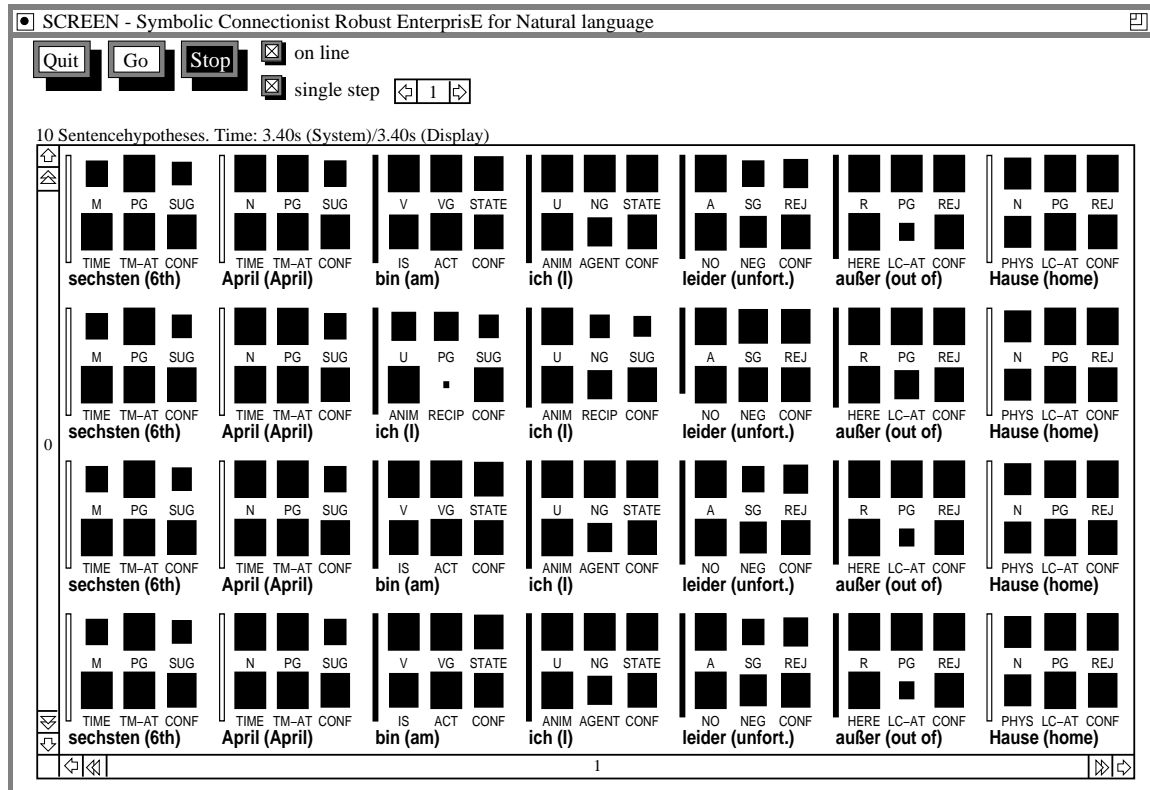 SCREEN - Symbolic Connectionist Robust EnterprisE for Natural language
Quit Go Stop on line
single step 1
10 Sentencehypotheses. Time: 3.40s (System)/3.40s (Display)
M PG SUG N PG SUG V VG STATE U NG STATE A SG REJ R PG REJ N PG REJ
TIME TM–AT CONF TIME TM–AT CONF IS ACT CONF ANIM AGENT CONF NO NEG CONF HERE LC–AT CONF PHYS LC–AT CONF
sechsten (6th) April (April) bin (am) ich (I) leider (unfort.) außer (out of) Hause (home)
M PG SUG N PG SUG U PG SUG U NG SUG A SG REJ R PG REJ N PG REJ
TIME TM–AT CONF TIME TM–AT CONF ANIM RECIP CONF ANIM RECIP CONF NO NEG CONF HERE LC–AT CONF PHYS LC–AT CONF
sechsten (6th) April (April) ich (I) ich (I) leider (unfort.) außer (out of) Hause (home)
0
M PG SUG N PG SUG V VG STATE U NG STATE A SG REJ R PG REJ N PG REJ
TIME TM–AT CONF TIME TM–AT CONF IS ACT CONF ANIM AGENT CONF NO NEG CONF HERE LC–AT CONF PHYS LC–AT CONF
sechsten (6th) April (April) bin (am) ich (I) leider (unfort.) außer (out of) Hause (home)
M PG SUG N PG SUG V VG STATE U NG STATE A SG REJ R PG REJ N PG REJ
TIME TM–AT CONF TIME TM–AT CONF IS ACT CONF ANIM AGENT CONF NO NEG CONF HERE LC–AT CONF PHYS LC–AT CONF
sechsten (6th) April (April) bin (am) ich (I) leider (unfort.) außer (out of) Hause (home)
1